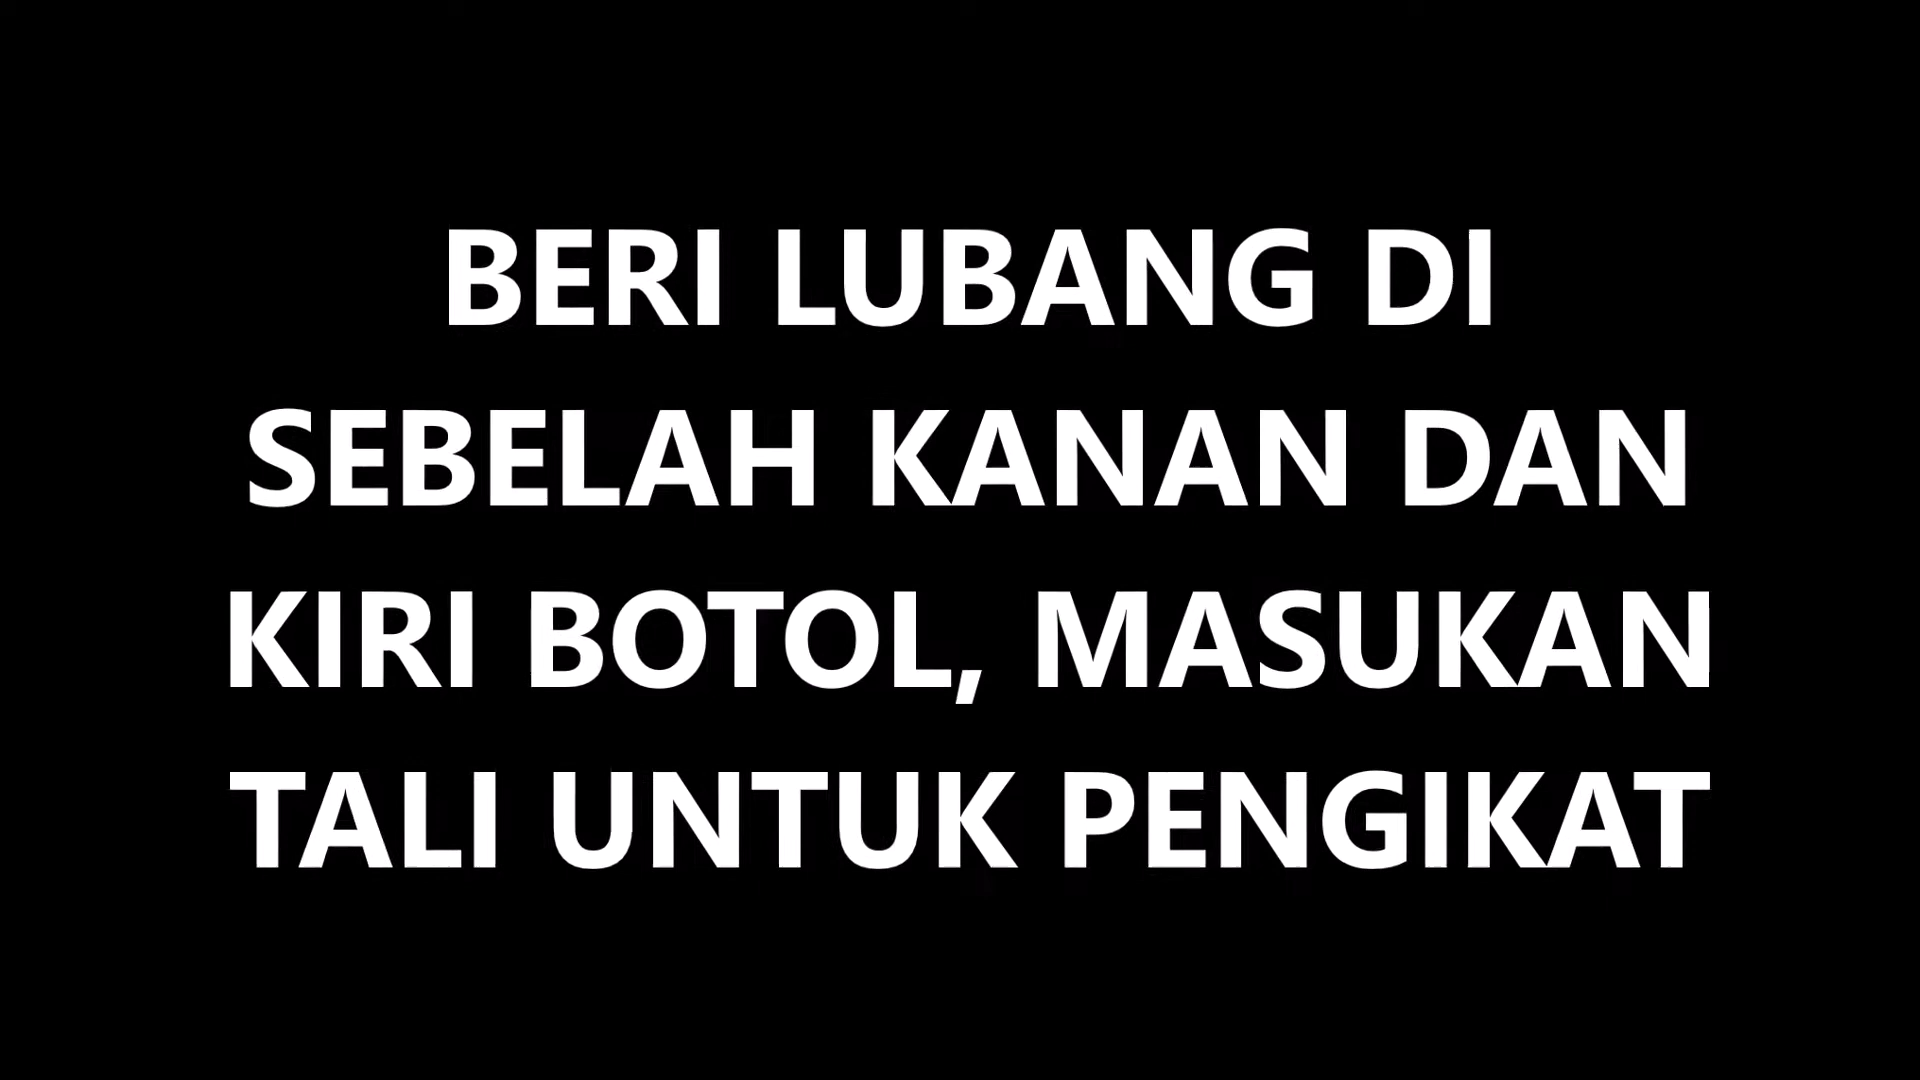 BERI LUBANG DI
SEBELAH KANAN DAN
KIRI BOTOL, MASUKAN
TALI UNTUK PENGIKAT